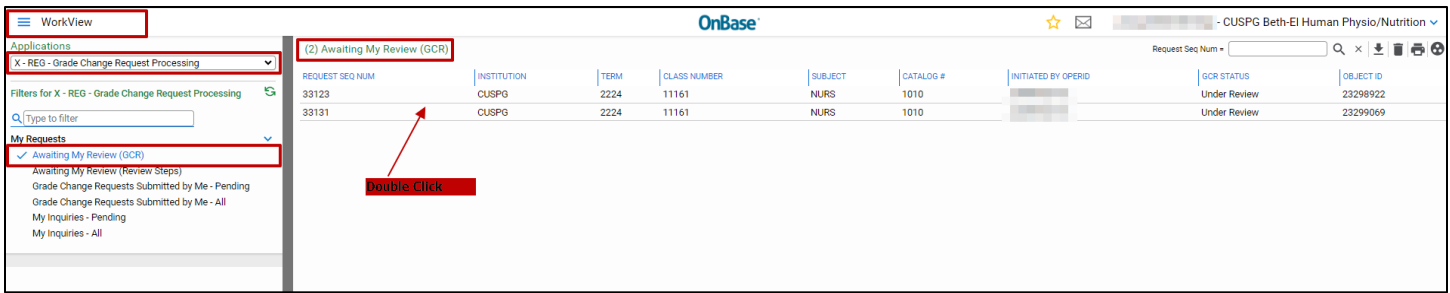 WorkView
OnBase
- CUSPG Beth-El Human Physio/Nutrition
Applications
X - REG - Grade Change Request Processing
Filters for X - REG - Grade Change Request Processing
Type to filter
My Requests
Awaiting My Review (GCR)
Awaiting My Review (Review Steps)
Grade Change Requests Submitted by Me - Pending
Grade Change Requests Submitted by Me - All
My Inquiries - Pending
My Inquiries - All
(2) Awaiting My Review (GCR)
Request Seq Num =
REQUEST SEQ NUM INSTITUTION TERM CLASS NUMBER SUBJECT CATALOG # INITIATED BY OPERID GCR STATUS OBJECT ID
33123 CUSPG 2224 11161 NURS 1010 Under Review 23298922
33131 CUSPG 2224 11161 NURS 1010 Under Review 23299069
Double Click